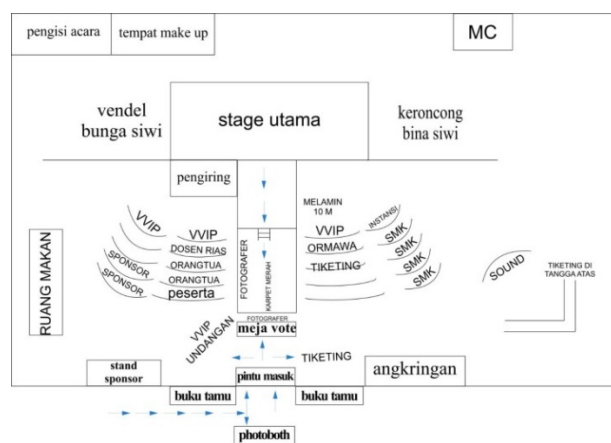 pengisi acara
tempat make up
MC
vendel
bunga siwi
stage utama
keroncong
bina siwi
pengiring
MELAMIN
10 M
VVIP
VVIP
VVIP
INSTANSI
DOSEN RIAS
ORMAWA
SMK
SPONSOR
ORANGTUA
TIKETING
SMK
SPONSOR
ORANGTUA
SMK
peserta
SMK
FOTOGRAFER
KARPET MERAH
RUANG MAKAN
SOUND
TIKETING DI
TANGGA ATAS
FOTOGRAFER
meja vote
VVIP
UNDANGAN
TIKETING
stand
sponsor
pintu masuk
angkringan
buku tamu
buku tamu
photoboth